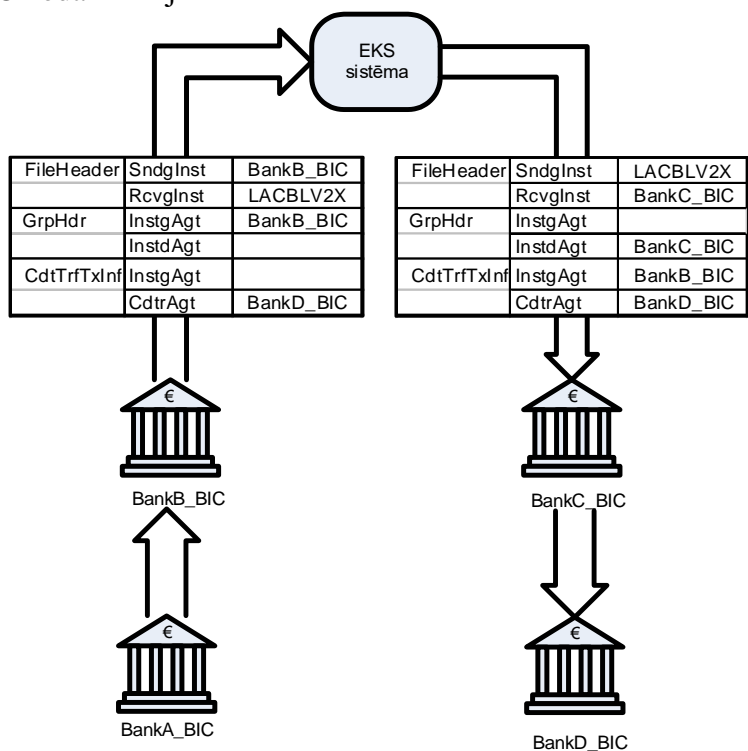 EKS
sistēma
FileHeader SndgInst BankB_BIC
RcvgInst LACBLV2X
GrpHdr InstgAgt BankB_BIC
InstdAgt
CdtTrfTxInf InstgAgt
CdtrAgt BankD_BIC
FileHeader SndgInst LACBLV2X
RcvgInst BankC_BIC
GrpHdr InstgAgt
InstdAgt BankC_BIC
CdtTrfTxInf InstgAgt BankB_BIC
CdtrAgt BankD_BIC
€
BankB_BIC
€
BankC_BIC
€
BankA_BIC
€
BankD_BIC